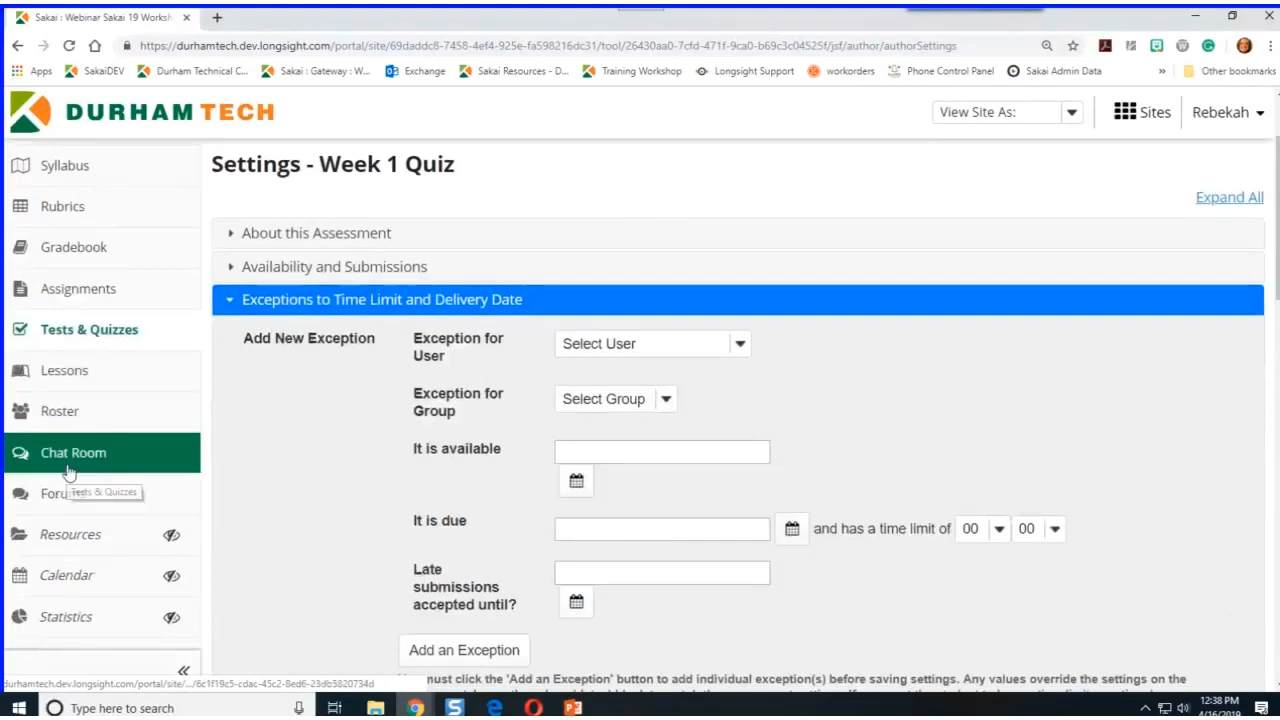 Sakai : Webinar Sakai 19 Worksh
https://durhamtech.dev.longsight.com/portal/site/69daddc8-7458-4ef4-925e-fa598216dc31/tool/26430aa0-7cfd-471f-9ca0-b69c3c04525f/jsf/author/authorSettings
Apps SakaiDEV Durham Technical C... Sakai : Gateway : W... Exchange Sakai Resources - D... Training Workshop Longsight Support workorders Phone Control Panel Sakai Admin Data » Other bookmarks
DURHAM TECH
View Site As:
Sites
Rebekah
Syllabus
Rubrics
Gradebook
Assignments
Tests & Quizzes
Lessons
Roster
Chat Room
Tests & Quizzes
Resources
Calendar
Statistics
Settings - Week 1 Quiz
Expand All
About this Assessment
Availability and Submissions
Exceptions to Time Limit and Delivery Date
Add New Exception
Exception for
User
Select User
Exception for
Group
Select Group
It is available
It is due
and has a time limit of 00 00
Late
submissions
accepted until?
Add an Exception
must click the 'Add an Exception' button to add individual exception(s) before saving settings. Any values override the settings on the
durhamtech.dev.longsight.com/portal/site/.../6c1f19c5-cdac-45c2-8ed6-23db5820734d
Type here to search
12:38 PM
4/16/2019